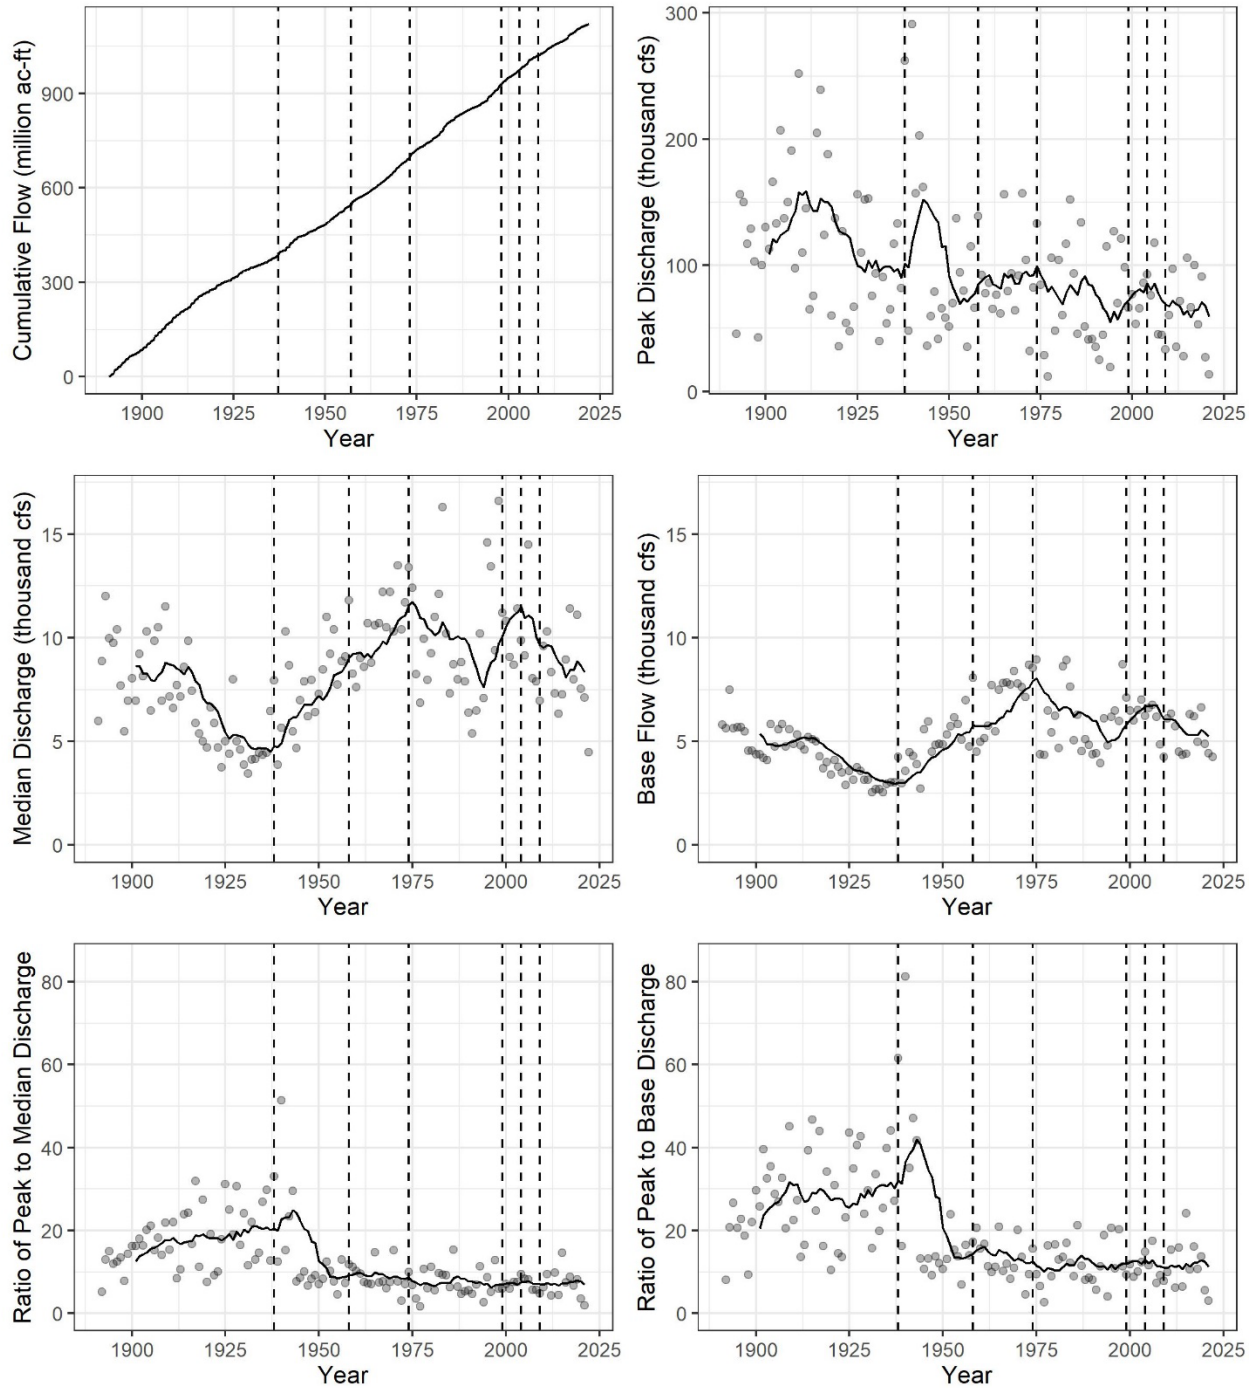 Cumulative Flow (million ac-ft)
900
600
300
0
1900 1925 1950 1975 2000 2025
Year
Peak Discharge (thousand cfs)
300
200
100
0
1900 1925 1950 1975 2000 2025
Year
Median Discharge (thousand cfs)
15
10
5
0
1900 1925 1950 1975 2000 2025
Year
Base Flow (thousand cfs)
15
10
5
0
1900 1925 1950 1975 2000 2025
Year
Ratio of Peak to Median Discharge
80
60
40
20
0
1900 1925 1950 1975 2000 2025
Year
Ratio of Peak to Base Discharge
80
60
40
20
0
1900 1925 1950 1975 2000 2025
Year